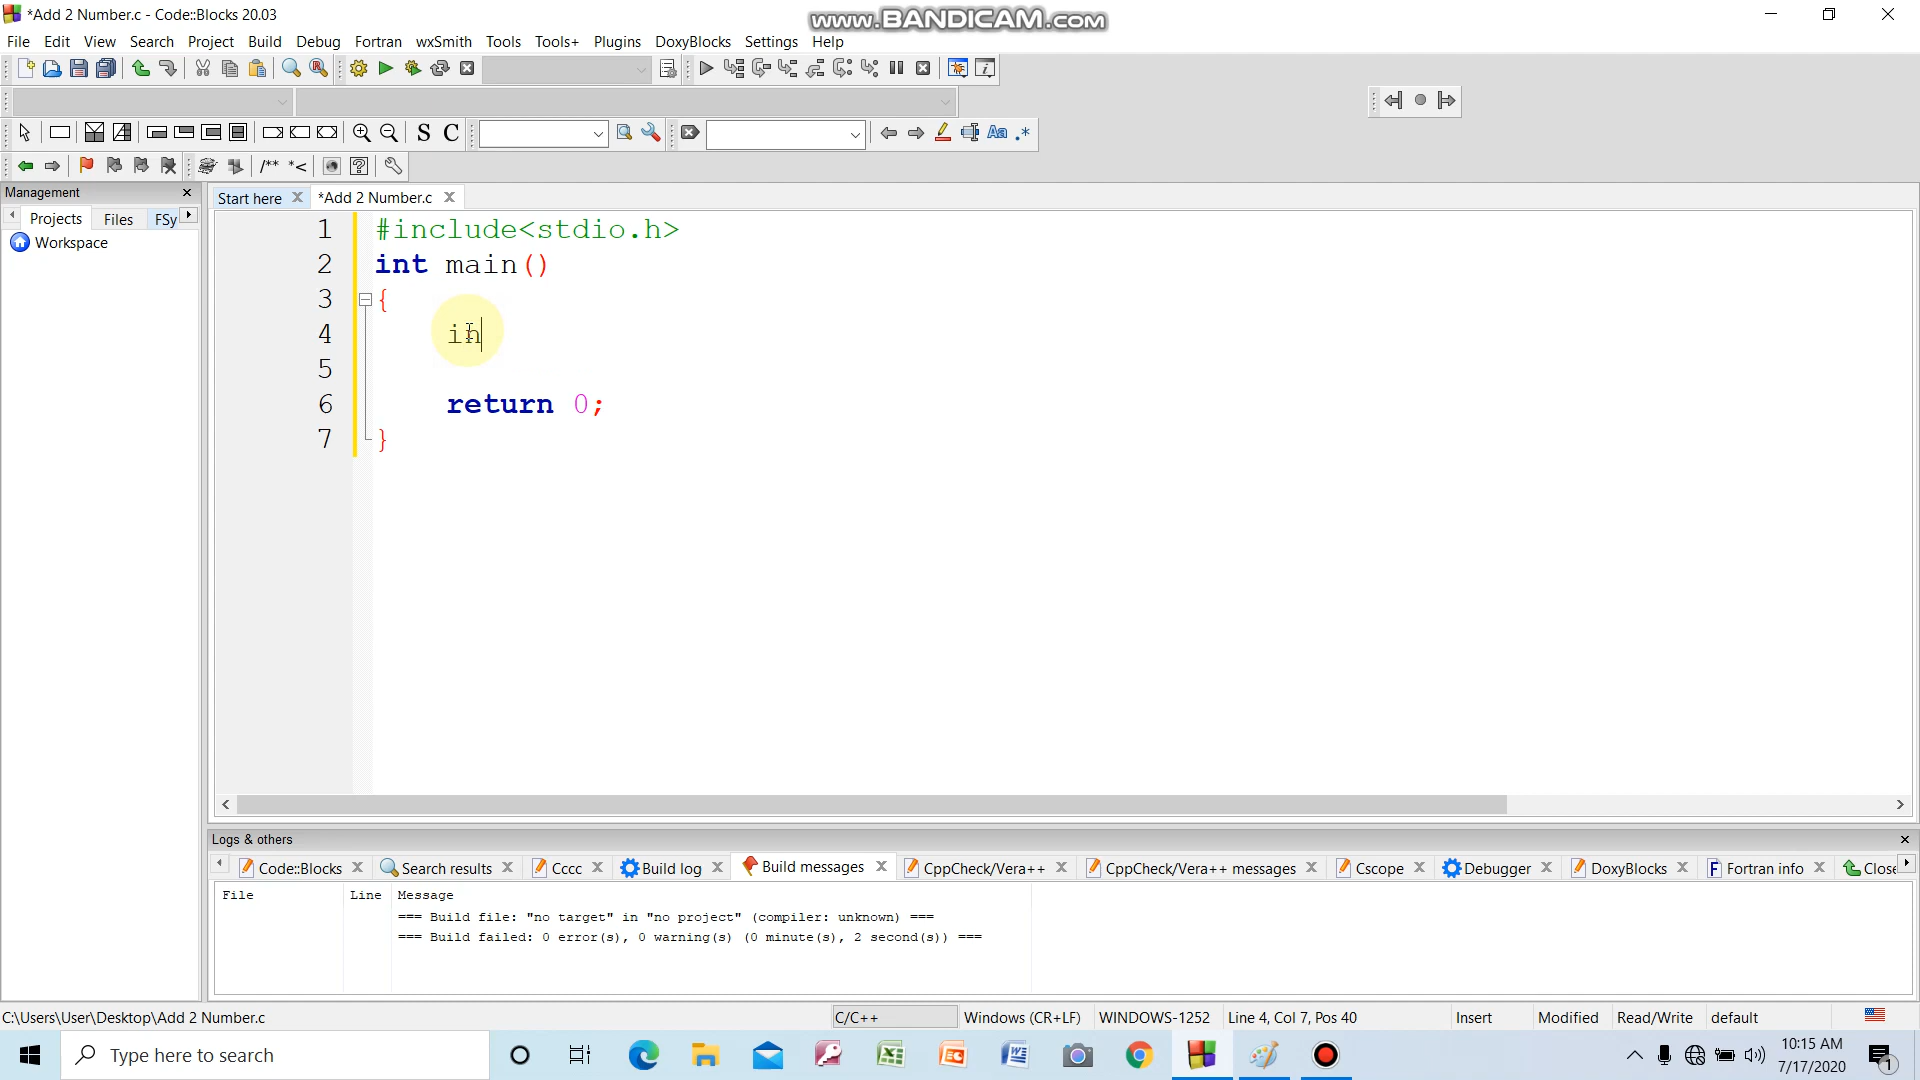 *Add 2 Number.c - Code::Blocks 20.03
www.BANDICAM.com
File Edit View Search Project Build Debug Fortran wxSmith Tools Tools+ Plugins DoxyBlocks Settings Help
S C
Aa .*
/** *<
Management
Projects Files FSy
Workspace
Start here *Add 2 Number.c
1 #include<stdio.h>
2 int main()
3 {
4 in
5
6 return 0;
7 }
Logs & others
Code::Blocks Search results Cccc Build log Build messages CppCheck/Vera++ CppCheck/Vera++ messages Cscope Debugger DoxyBlocks Fortran info Close
File Line Message
=== Build file: "no target" in "no project" (compiler: unknown) ===
=== Build failed: 0 error(s), 0 warning(s) (0 minute(s), 2 second(s)) ===
C:\Users\User\Desktop\Add 2 Number.c C/C++ Windows (CR+LF) WINDOWS-1252 Line 4, Col 7, Pos 40 Insert Modified Read/Write default
Type here to search
10:15 AM
7/17/2020
1